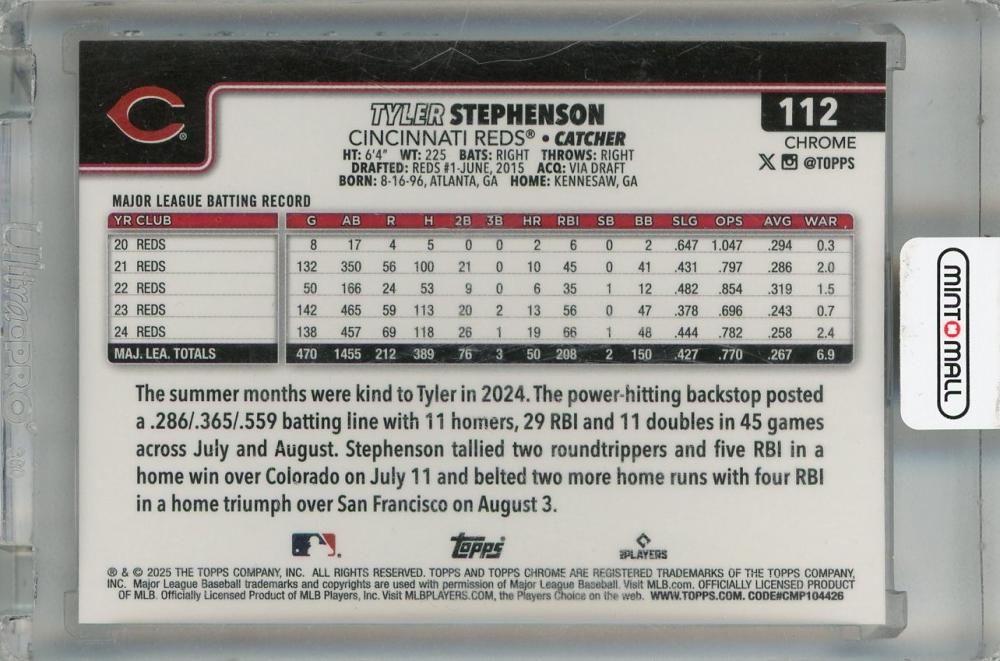 112
TYLER STEPHENSON
CINCINNATI REDS® • CATCHER
CHROME
HT: 6'4" WT: 225 BATS: RIGHT THROWS: RIGHT
@TOPPS
DRAFTED: REDS #1-JUNE, 2015 ACQ: VIA DRAFT
BORN: 8-16-96, ATLANTA, GA HOME: KENNESAW, GA
MAJOR LEAGUE BATTING RECORD
YR CLUB G AB R H 2B 3B HR RBI SB BB SLG OPS AVG WAR
20 REDS 8 17 4 5 0 0 2 6 0 2 .647 1.047 .294 0.3
21 REDS 132 350 56 100 21 0 10 45 0 41 .431 .797 .286 2.0
22 REDS 50 166 24 53 9 0 6 35 1 12 .482 .854 .319 1.5
23 REDS 142 465 59 113 20 2 13 56 0 47 .378 .696 .243 0.7
24 REDS 138 457 69 118 26 1 19 66 1 48 .444 .782 .258 2.4
MAJ. LEA. TOTALS 470 1455 212 389 76 3 50 208 2 150 .427 .770 .267 6.9
The summer months were kind to Tyler in 2024. The power-hitting backstop posted
a .286/.365/.559 batting line with 11 homers, 29 RBI and 11 doubles in 45 games
across July and August. Stephenson tallied two roundtrippers and five RBI in a
home win over Colorado on July 11 and belted two more home runs with four RBI
in a home triumph over San Francisco on August 3.
Topps
PLAYERS
® & © 2025 THE TOPPS COMPANY, INC. ALL RIGHTS RESERVED. TOPPS AND TOPPS CHROME ARE REGISTERED TRADEMARKS OF THE TOPPS COMPANY,
INC. Major League Baseball trademarks and copyrights are used with permission of Major League Baseball. Visit MLB.com. OFFICIALLY LICENSED PRODUCT
OF MLB. Officially Licensed Product of MLB Players, Inc. Visit MLBPLAYERS.COM, the Players Choice on the web. WWW.TOPPS.COM. CODE#CMP104426
MINTOMALL
Ultra PRO